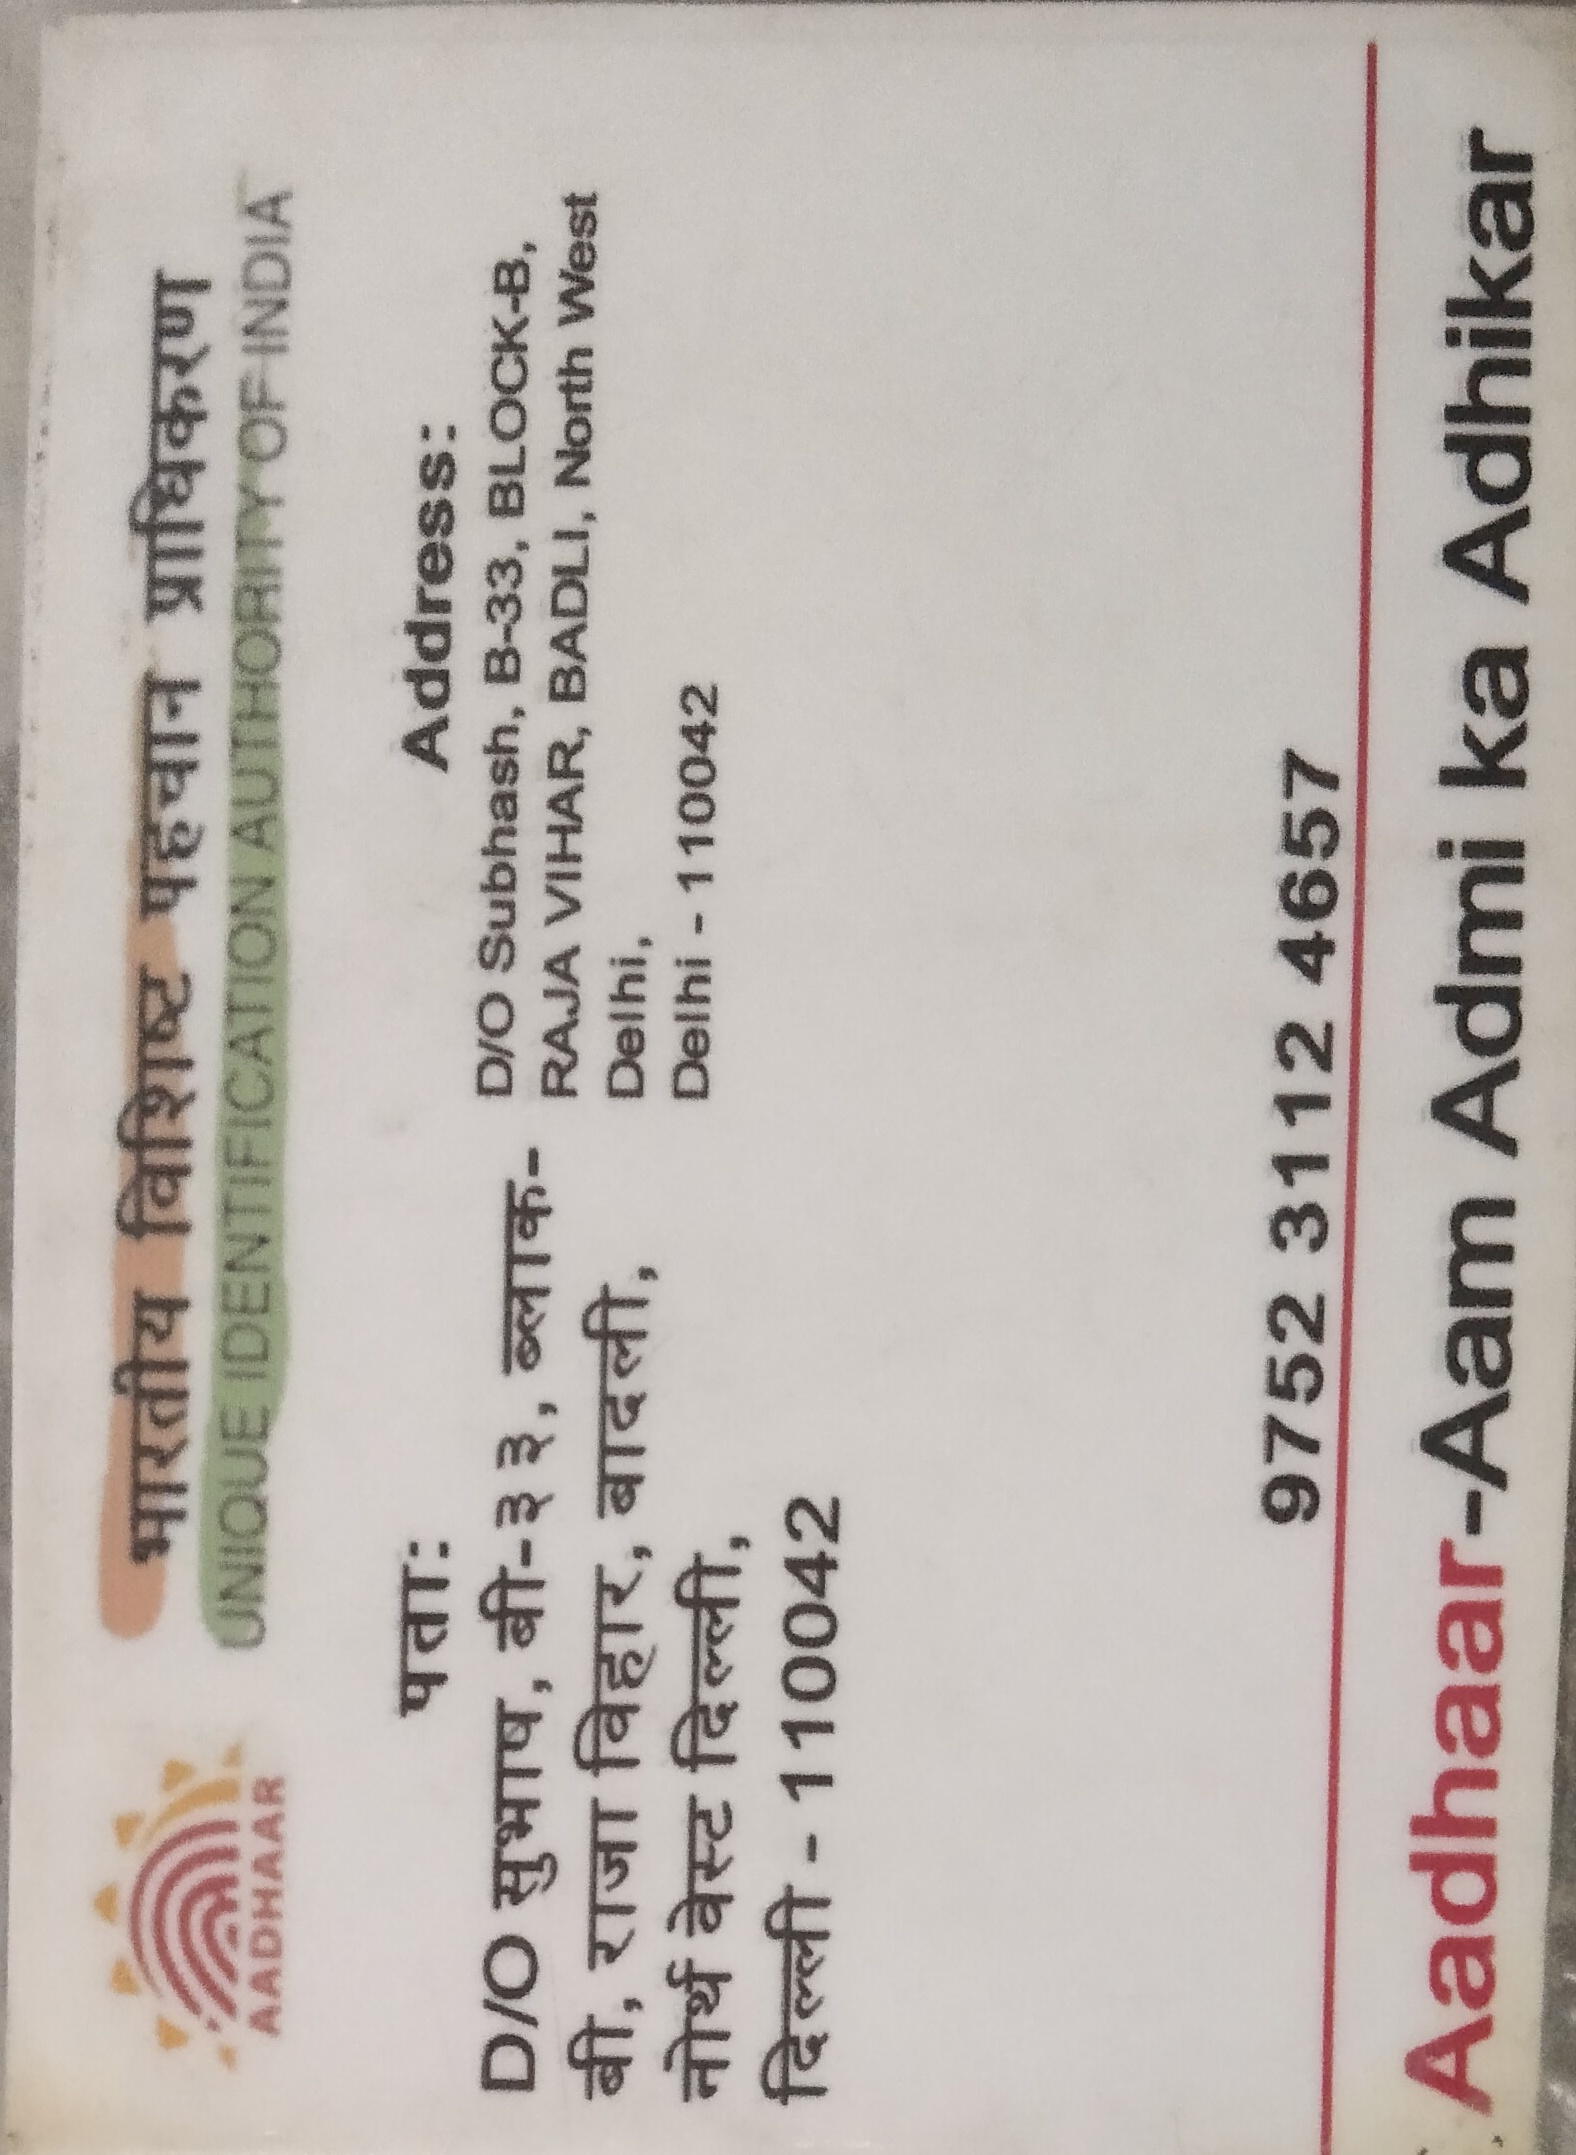 भारतीय विशिष्ट पहचान प्राधिकरण
UNIQUE IDENTIFICATION AUTHORITY OF INDIA
AADHAAR
पता:
D/O सुभाष, बी-३३, ब्लाक-
बी, राजा विहार, बादली,
नोर्थ वेस्ट दिल्ली,
दिल्ली - 110042
Address:
D/O Subhash, B-33, BLOCK-B,
RAJA VIHAR, BADLI, North West
Delhi,
Delhi - 110042
9752 3112 4657
Aadhaar-Aam Admi ka Adhikar